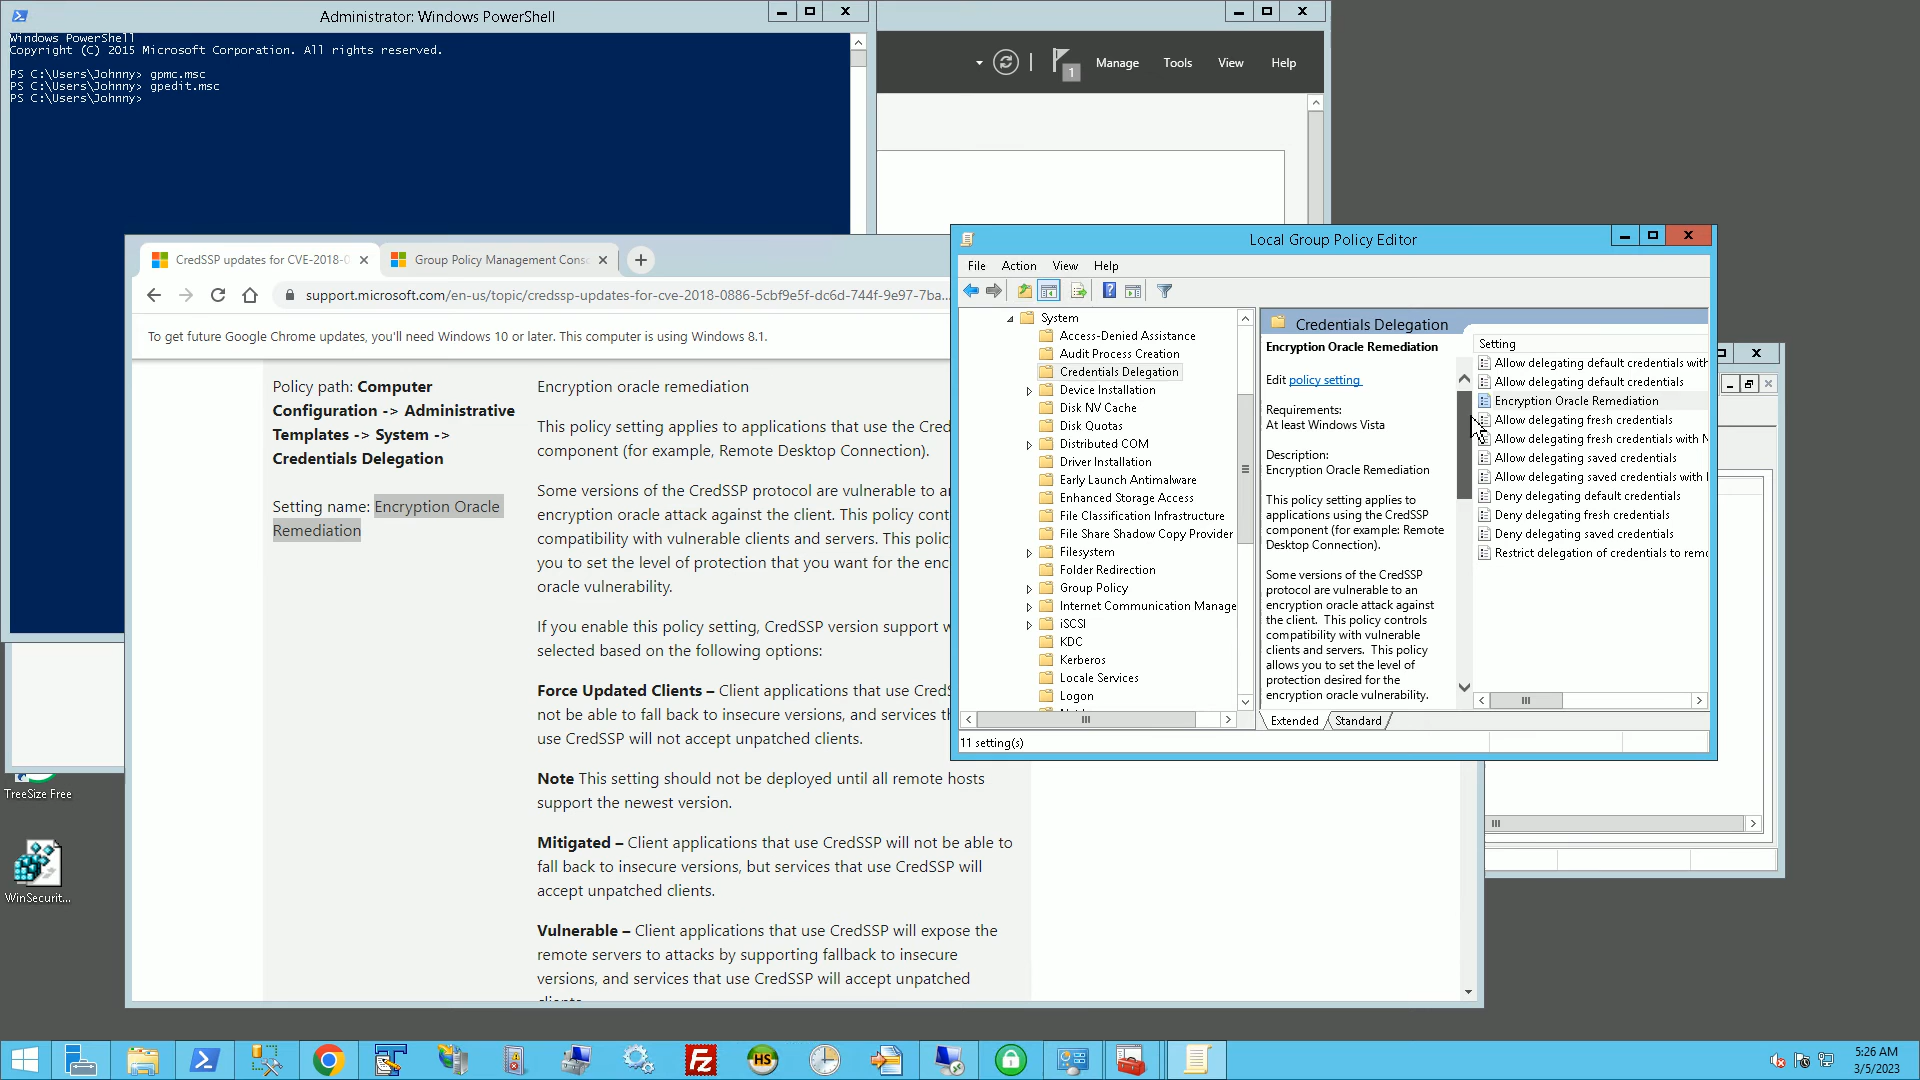 Administrator: Windows PowerShell
Windows PowerShell
Copyright (C) 2015 Microsoft Corporation. All rights reserved.
PS C:\Users\Johnny> gpmc.msc
PS C:\Users\Johnny> gpedit.msc
PS C:\Users\Johnny>
1
Manage
Tools
View
Help
CredSSP updates for CVE-2018-0
Group Policy Management Conso
support.microsoft.com/en-us/topic/credssp-updates-for-cve-2018-0886-5cbf9e5f-dc6d-744f-9e97-7ba...
To get future Google Chrome updates, you'll need Windows 10 or later. This computer is using Windows 8.1.
Policy path: Computer
Configuration -> Administrative
Templates -> System ->
Credentials Delegation
Setting name: Encryption Oracle
Remediation
Encryption oracle remediation
This policy setting applies to applications that use the Cred
component (for example, Remote Desktop Connection).
Some versions of the CredSSP protocol are vulnerable to a
encryption oracle attack against the client. This policy cont
compatibility with vulnerable clients and servers. This policy
you to set the level of protection that you want for the enc
oracle vulnerability.
If you enable this policy setting, CredSSP version support w
selected based on the following options:
Force Updated Clients – Client applications that use CredS
not be able to fall back to insecure versions, and services t
use CredSSP will not accept unpatched clients.
Note This setting should not be deployed until all remote hosts
support the newest version.
Mitigated – Client applications that use CredSSP will not be able to
fall back to insecure versions, but services that use CredSSP will
accept unpatched clients.
Vulnerable – Client applications that use CredSSP will expose the
remote servers to attacks by supporting fallback to insecure
versions, and services that use CredSSP will accept unpatched
clients.
Local Group Policy Editor
File
Action
View
Help
System
Access-Denied Assistance
Audit Process Creation
Credentials Delegation
Device Installation
Disk NV Cache
Disk Quotas
Distributed COM
Driver Installation
Early Launch Antimalware
Enhanced Storage Access
File Classification Infrastructure
File Share Shadow Copy Provider
Filesystem
Folder Redirection
Group Policy
Internet Communication Manage
iSCSI
KDC
Kerberos
Locale Services
Logon
Credentials Delegation
Encryption Oracle Remediation
Edit policy setting
Requirements:
At least Windows Vista
Description:
Encryption Oracle Remediation
This policy setting applies to
applications using the CredSSP
component (for example: Remote
Desktop Connection).
Some versions of the CredSSP
protocol are vulnerable to an
encryption oracle attack against
the client. This policy controls
compatibility with vulnerable
clients and servers. This policy
allows you to set the level of
protection desired for the
encryption oracle vulnerability.
Setting
Allow delegating default credentials with
Allow delegating default credentials
Encryption Oracle Remediation
Allow delegating fresh credentials
Allow delegating fresh credentials with N
Allow delegating saved credentials
Allow delegating saved credentials with
Deny delegating default credentials
Deny delegating fresh credentials
Deny delegating saved credentials
Restrict delegation of credentials to remo
Extended
Standard
11 setting(s)
TreeSize Free
WinSecurit...
Fz
HS
5:26 AM
3/5/2023